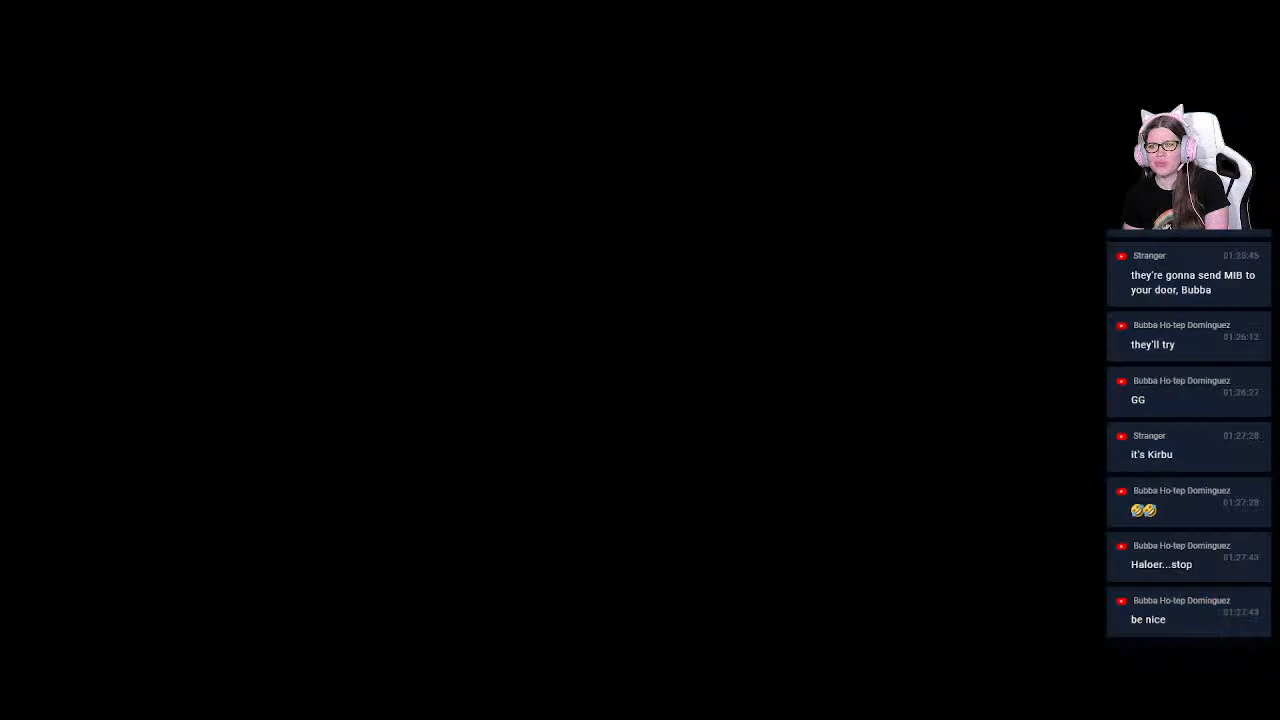 Stranger 01:25:45
they're gonna send MIB to
your door, Bubba
Bubba Ho-tep Dominguez
01:26:12
they'll try
Bubba Ho-tep Dominguez
01:26:27
GG
Stranger 01:27:28
it's Kirbu
Bubba Ho-tep Dominguez
01:27:28
🤣🤣
Bubba Ho-tep Dominguez
01:27:43
Haloer...stop
Bubba Ho-tep Dominguez
01:27:43
be nice